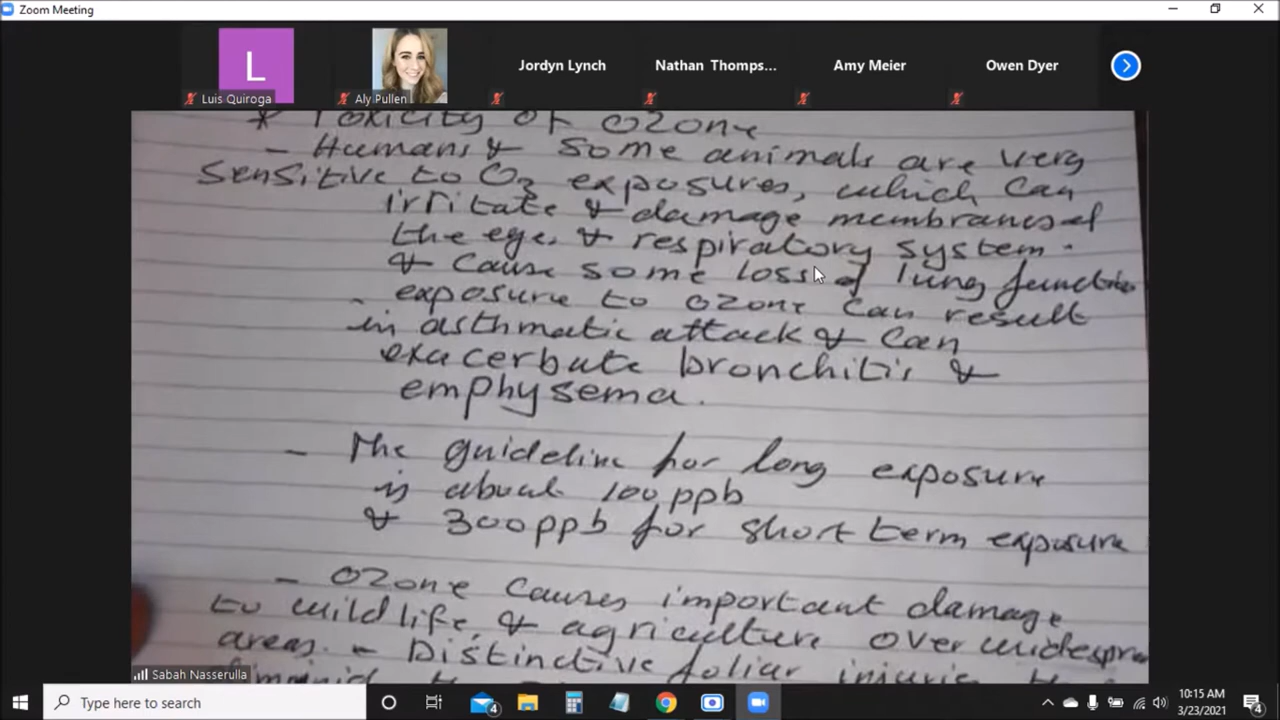 Zoom Meeting
L
Luis Quiroga
Aly Pullen
Jordyn Lynch
Nathan Thomps...
Amy Meier
Owen Dyer
* Toxicity of Ozone
- Humans & some animals are very
sensitive to O3 exposures, which can
irritate & damage membranes of
the eye, & respiratory system.
& cause some loss of lung function
- exposure to ozone can result
in asthmatic attack & can
exacerbate bronchitis &
emphysema.
- The guideline for long exposure
is about 100 ppb
& 300ppb for short term exposure
- Ozone causes important damage
to wildlife, & agriculture over widespre
areas. - Distinctive foliar injuries
Sabah Nasserulla
Type here to search
4
10:15 AM
3/23/2021
4